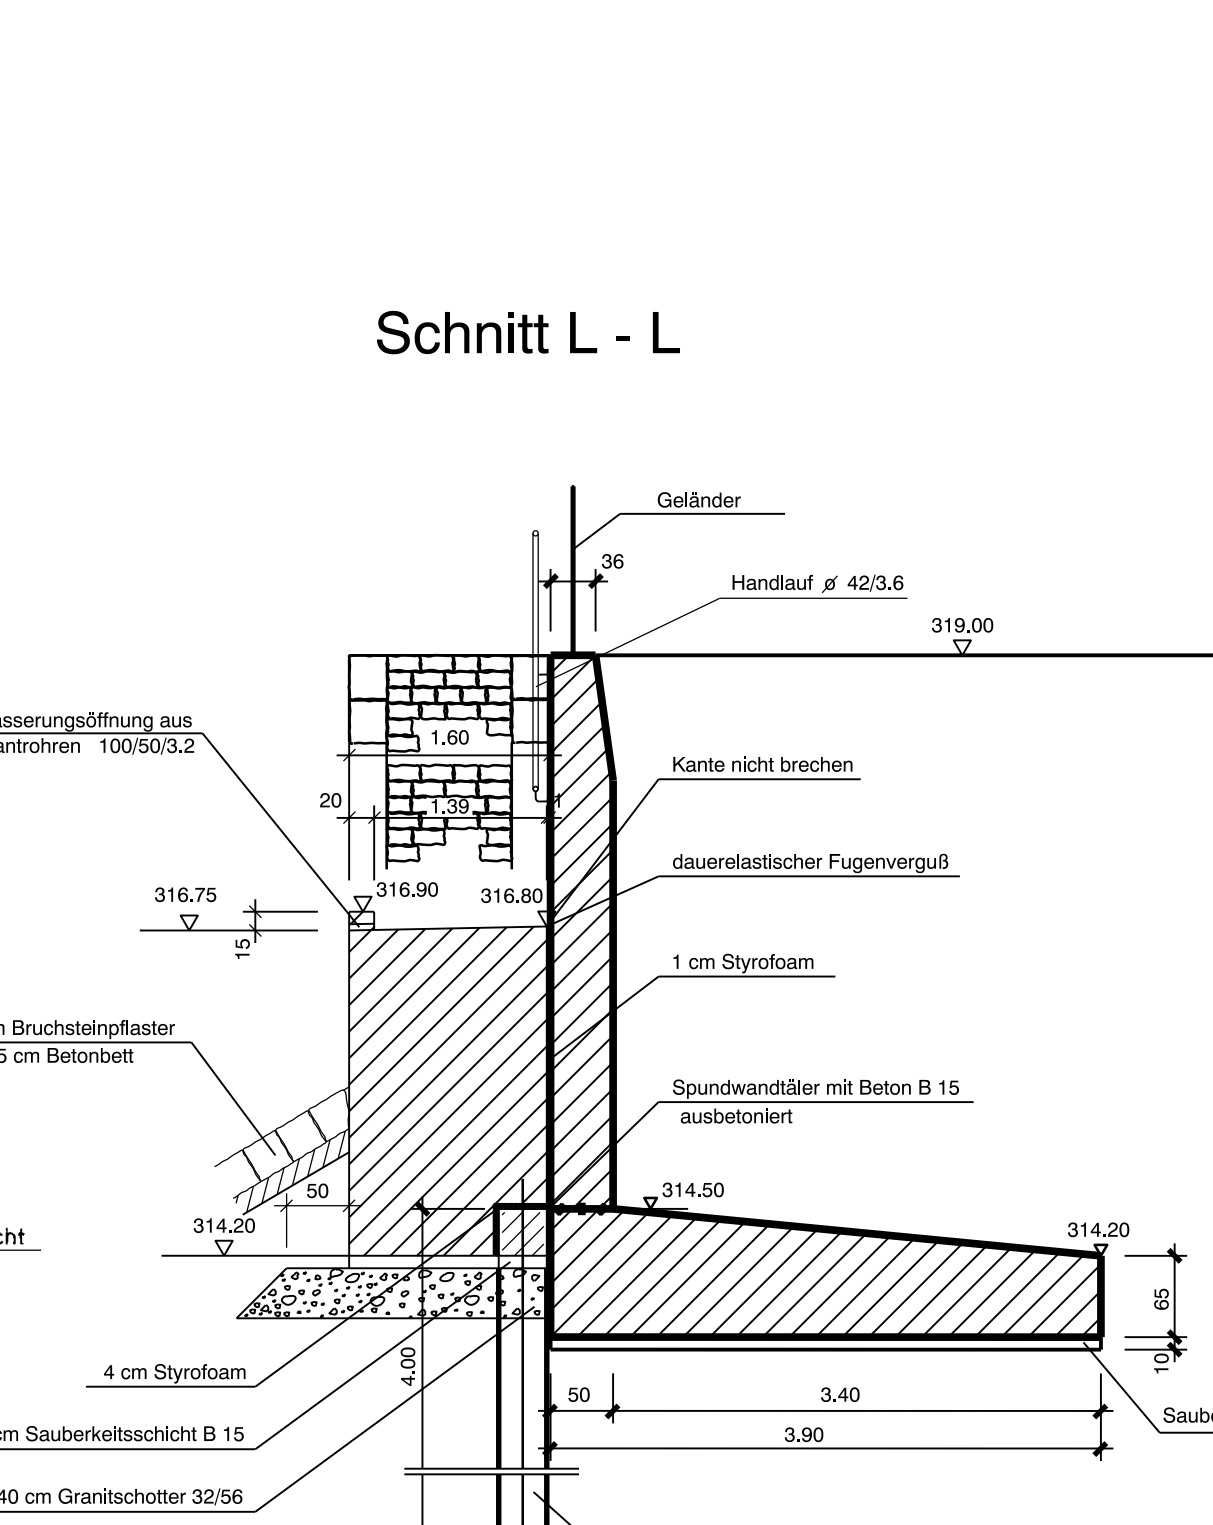 Schnitt L - L
Geländer
36
Handlauf ø 42/3.6
319.00
asserungsöffnung aus
antrohren 100/50/3.2
1.60
Kante nicht brechen
20
1.39
dauerelastischer Fugenverguß
316.75
316.90
316.80
15
1 cm Styrofoam
n Bruchsteinpflaster
5 cm Betonbett
Spundwandtäler mit Beton B 15
ausbetoniert
50
314.50
314.20
cht
314.20
65
10
4.00
4 cm Styrofoam
50
3.40
Saube
cm Sauberkeitsschicht B 15
3.90
40 cm Granitschotter 32/56